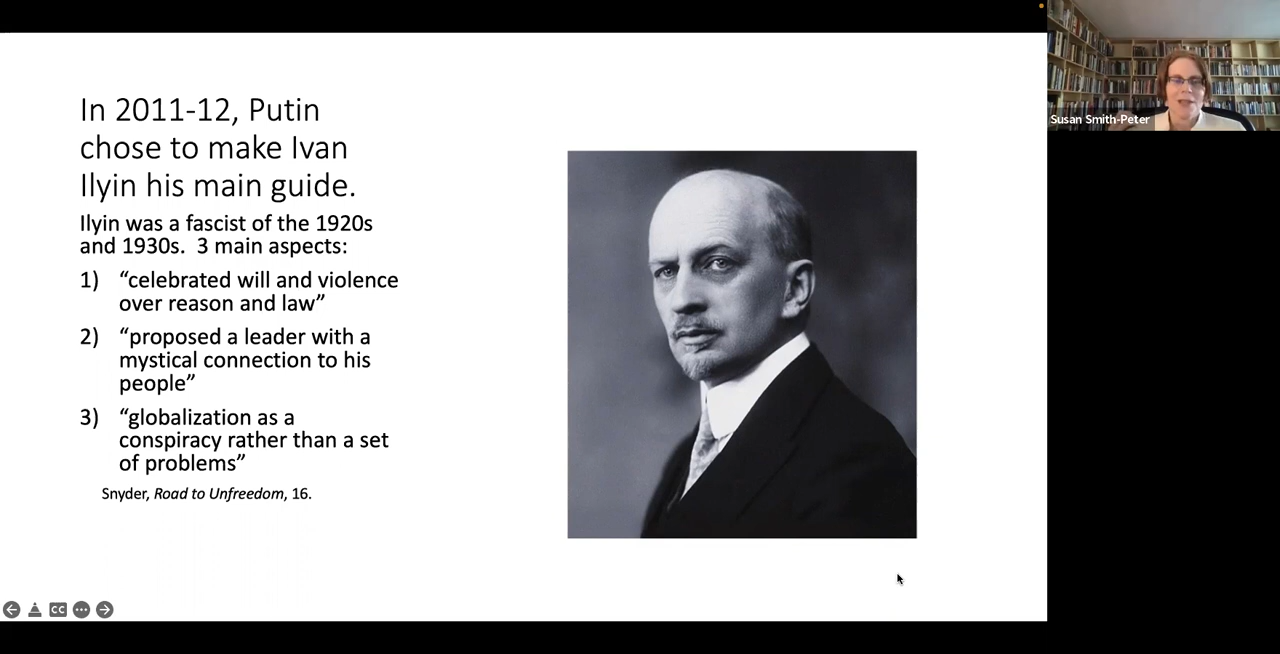 In 2011-12, Putin
chose to make Ivan
Ilyin his main guide.
Ilyin was a fascist of the 1920s
and 1930s.  3 main aspects:
1) “celebrated will and violence
over reason and law”
2) “proposed a leader with a
mystical connection to his
people”
3) “globalization as a
conspiracy rather than a set
of problems”
Snyder, Road to Unfreedom, 16.
CC
Susan Smith-Peter